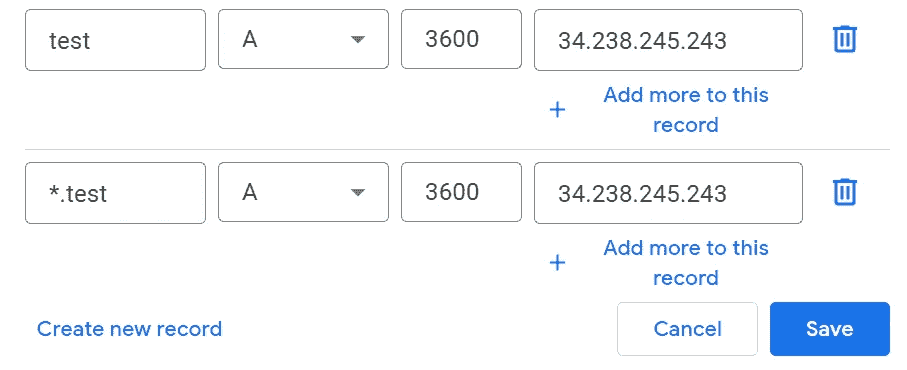 test A 3600 34.238.245.243
Add more to this
record
*.test A 3600 34.238.245.243
Add more to this
record
Create new record Cancel Save